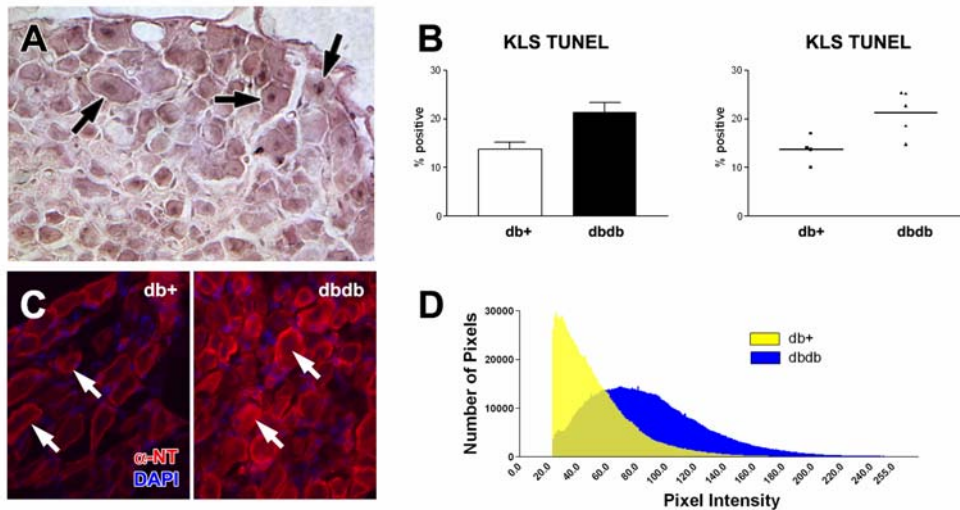 A
B
KLS TUNEL
% positive
30
20
10
0
db+
dbdb
KLS TUNEL
% positive
30
20
10
0
db+
dbdb
C
db+
dbdb
α-NT
DAPI
D
Number of Pixels
30000
20000
10000
0000
db+
dbdb
0.0
20.0
40.0
60.0
80.0
100.0
120.0
140.0
160.0
180.0
200.0
220.0
255.0
Pixel Intensity